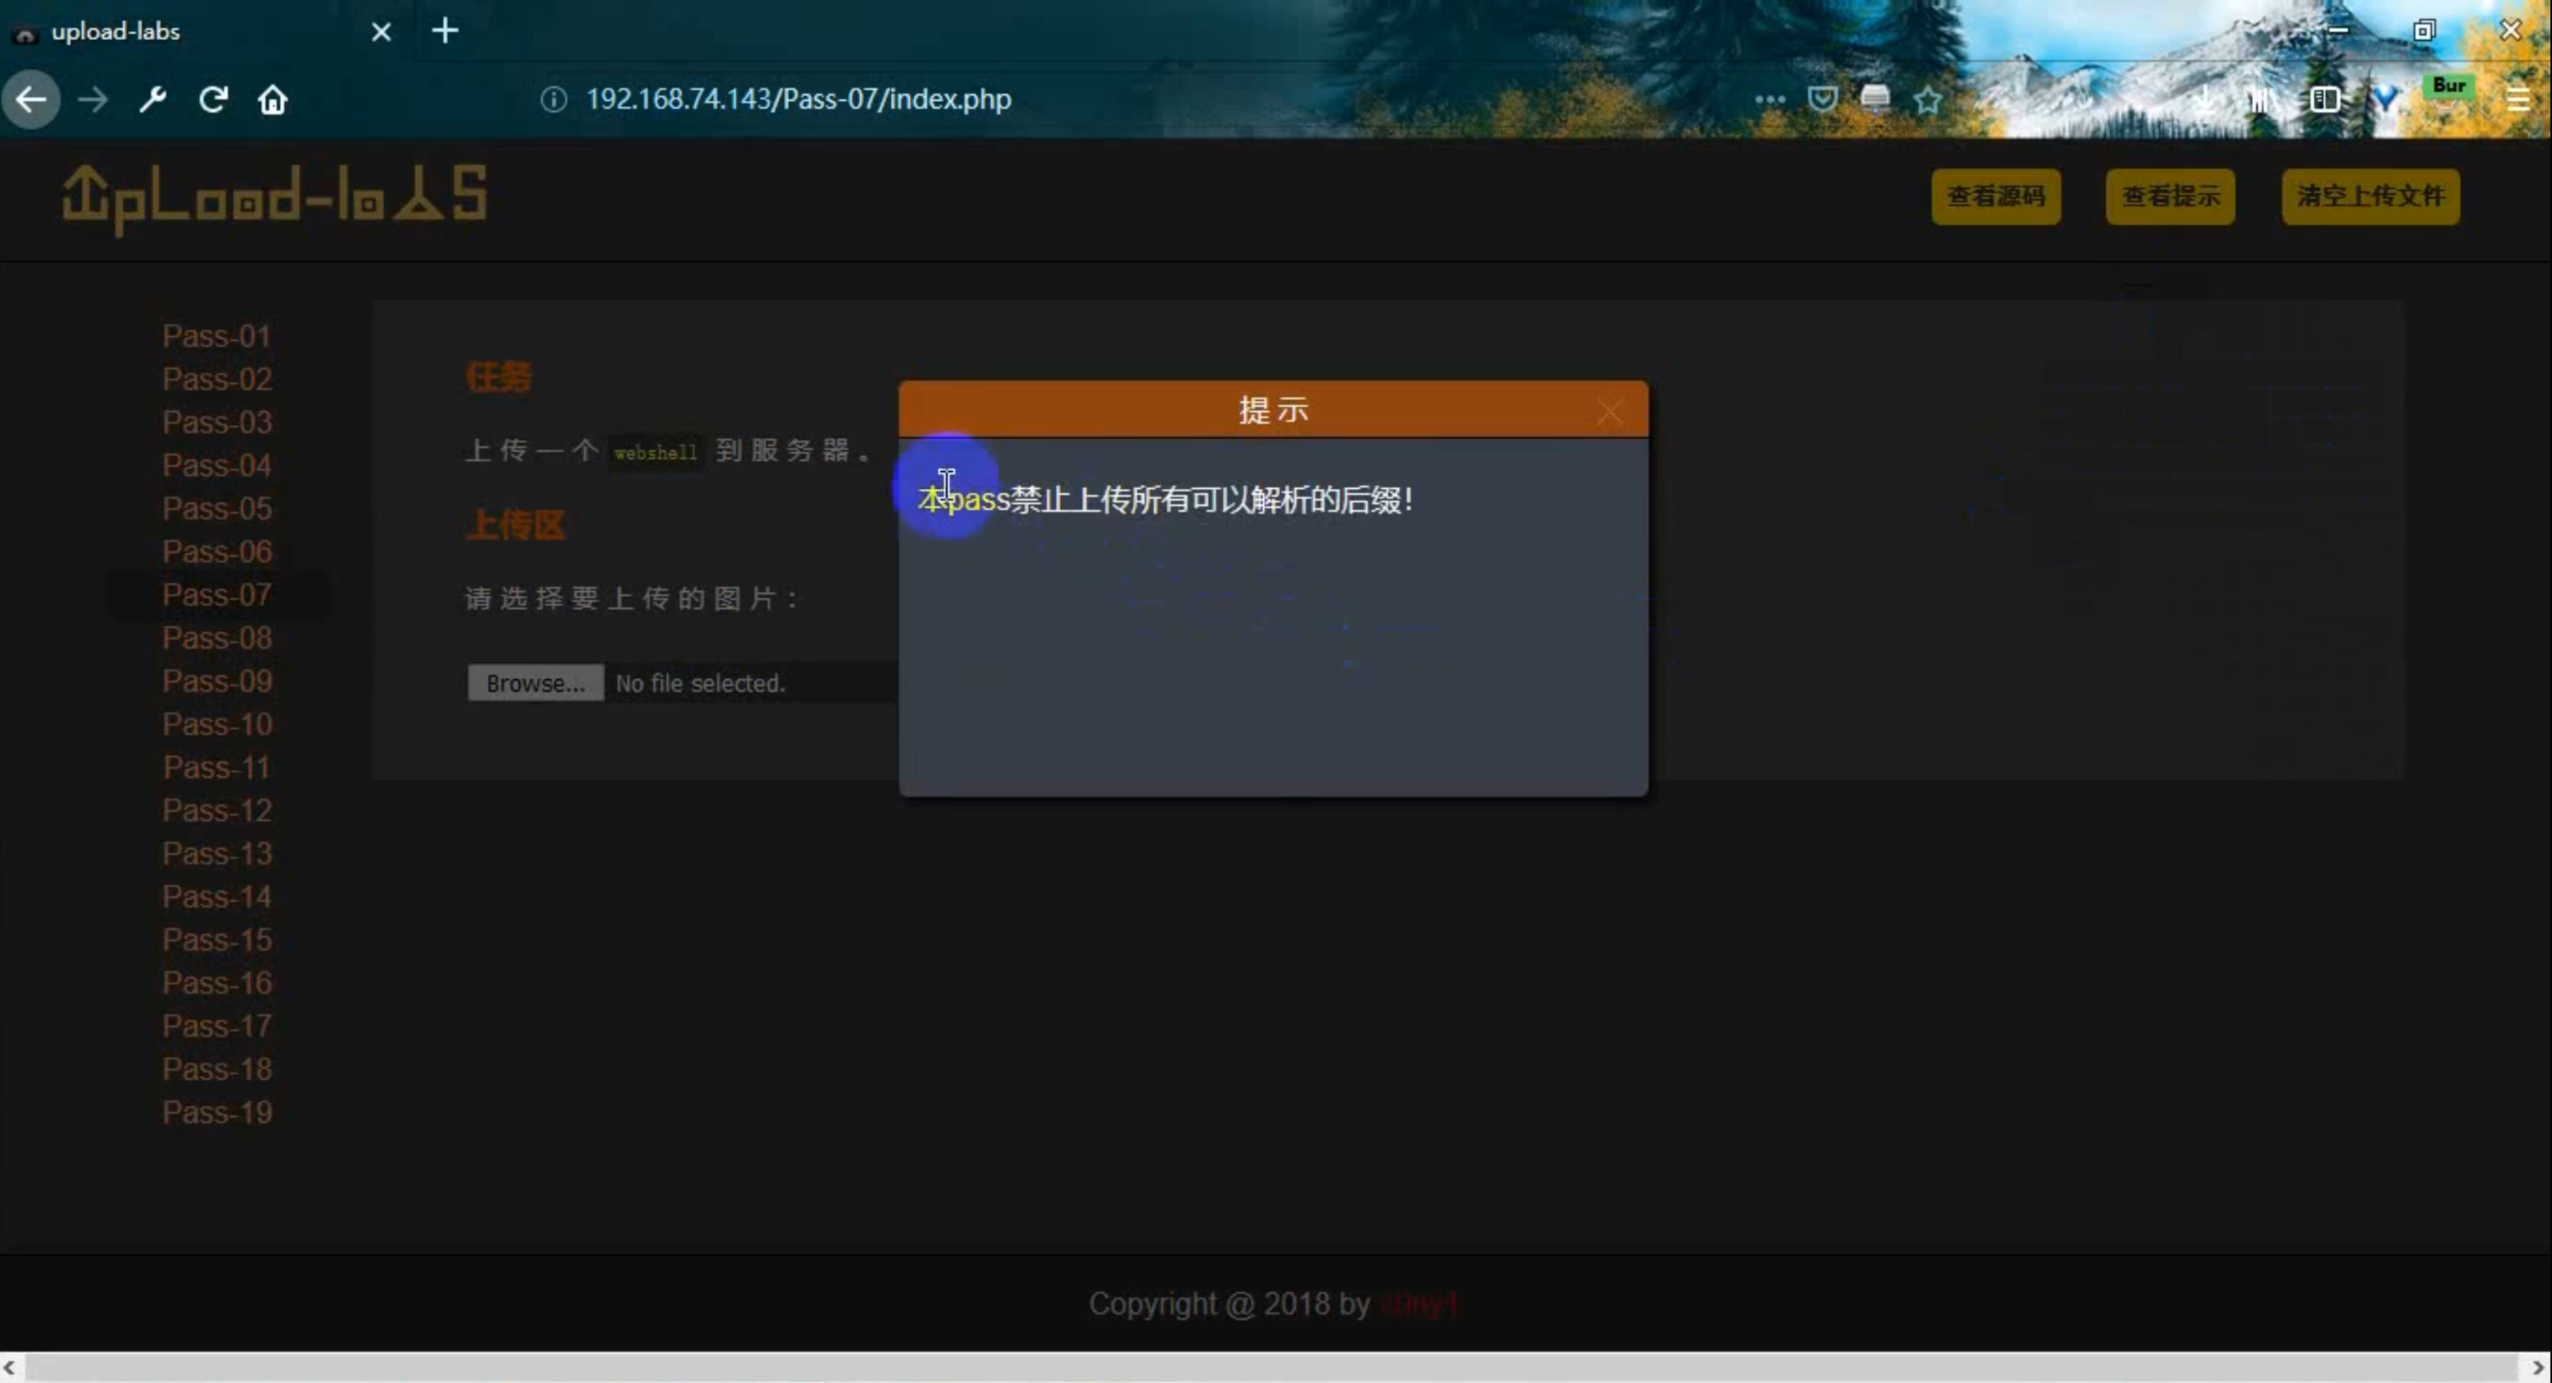 upload-labs
192.168.74.143/Pass-07/index.php
Bur
UpLoad-labs
查看源码
查看提示
清空上传文件
Pass-01
Pass-02
Pass-03
Pass-04
Pass-05
Pass-06
Pass-07
Pass-08
Pass-09
Pass-10
Pass-11
Pass-12
Pass-13
Pass-14
Pass-15
Pass-16
Pass-17
Pass-18
Pass-19
任务
上传一个 webshell 到服务器。
上传区
请选择要上传的图片：
Browse... No file selected.
提示
本pass禁止上传所有可以解析的后缀！
Copyright @ 2018 by